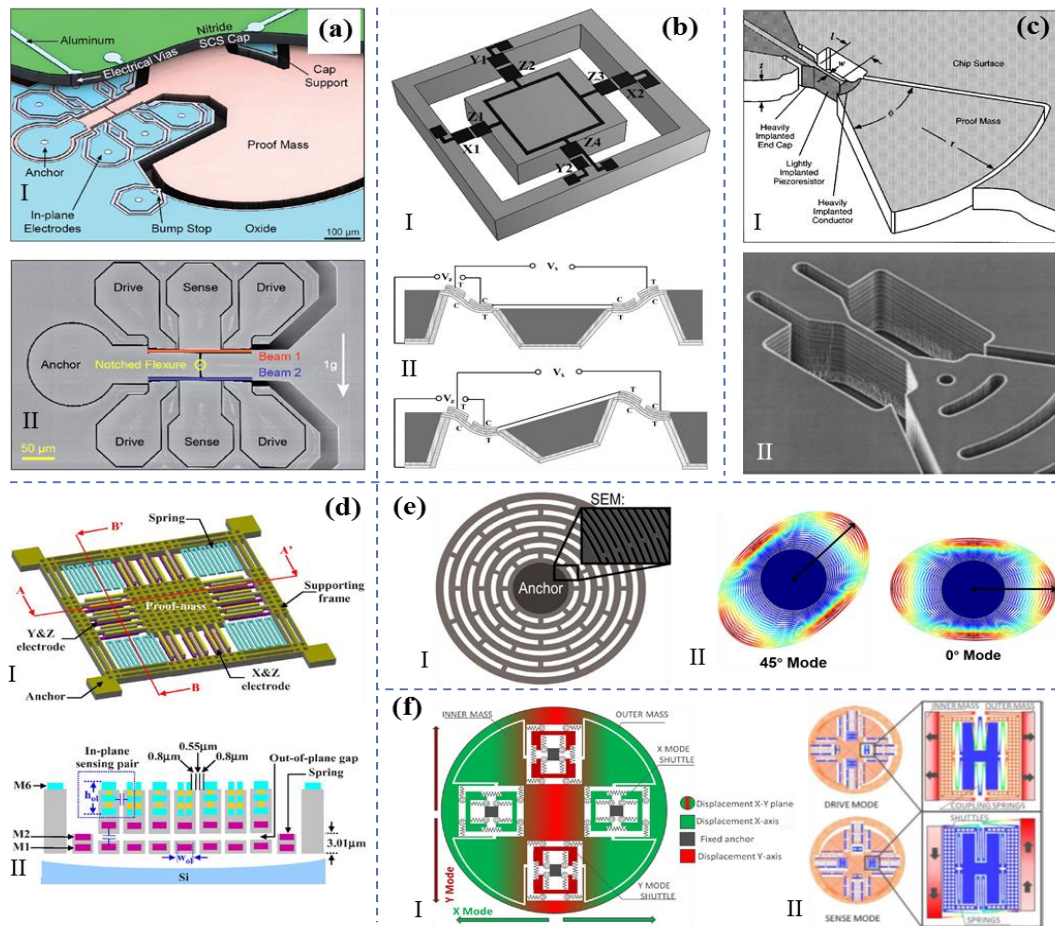 (a)
Nitride
Aluminum
SCS Cap
Electrical Vias
Cap
Support
Proof Mass
Anchor
I
In-plane
Electrodes
Bump Stop
Oxide
100 µm
Drive
Sense
Drive
Anchor
Notched Flexure
Beam 1
Beam 2
1g
II
Drive
Sense
Drive
50 µm
(b)
Y1
Z2
Z3
X2
Z1
X1
Z4
Y2
I
Vx
Vz
T
T
C
C
C
C
T
T
II
Vx
Vz
T
T
C
C
C
C
T
T
(c)
l
w
t
Chip Surface
Heavily
Implanted
End Cap
ϕ
Proof Mass
Lightly
Implanted
Piezoresistor
r
Heavily
Implanted
Conductor
I
II
(d)
B'
Spring
A'
A
Supporting
frame
Proof-mass
Y&Z
electrode
X&Z
electrode
I
B
Anchor
0.55µm
In-plane
sensing pair
0.8µm
0.8µm
Out-of-plane gap
Spring
M6
hol
M2
M1
3.01µm
wol
II
Si
(e)
SEM:
Anchor
I
II
45° Mode
0° Mode
(f)
INNER MASS
OUTER MASS
X MODE
SHUTTLE
Displacement X-Y plane
Displacement X-axis
Fixed anchor
Displacement Y-axis
Y Mode
Y MODE
SHUTTLE
I
X Mode
INNER MASS
OUTER MASS
H
DRIVE MODE
COUPLING SPRINGS
SHUTTLES
H
II
SENSE MODE
SPRINGS